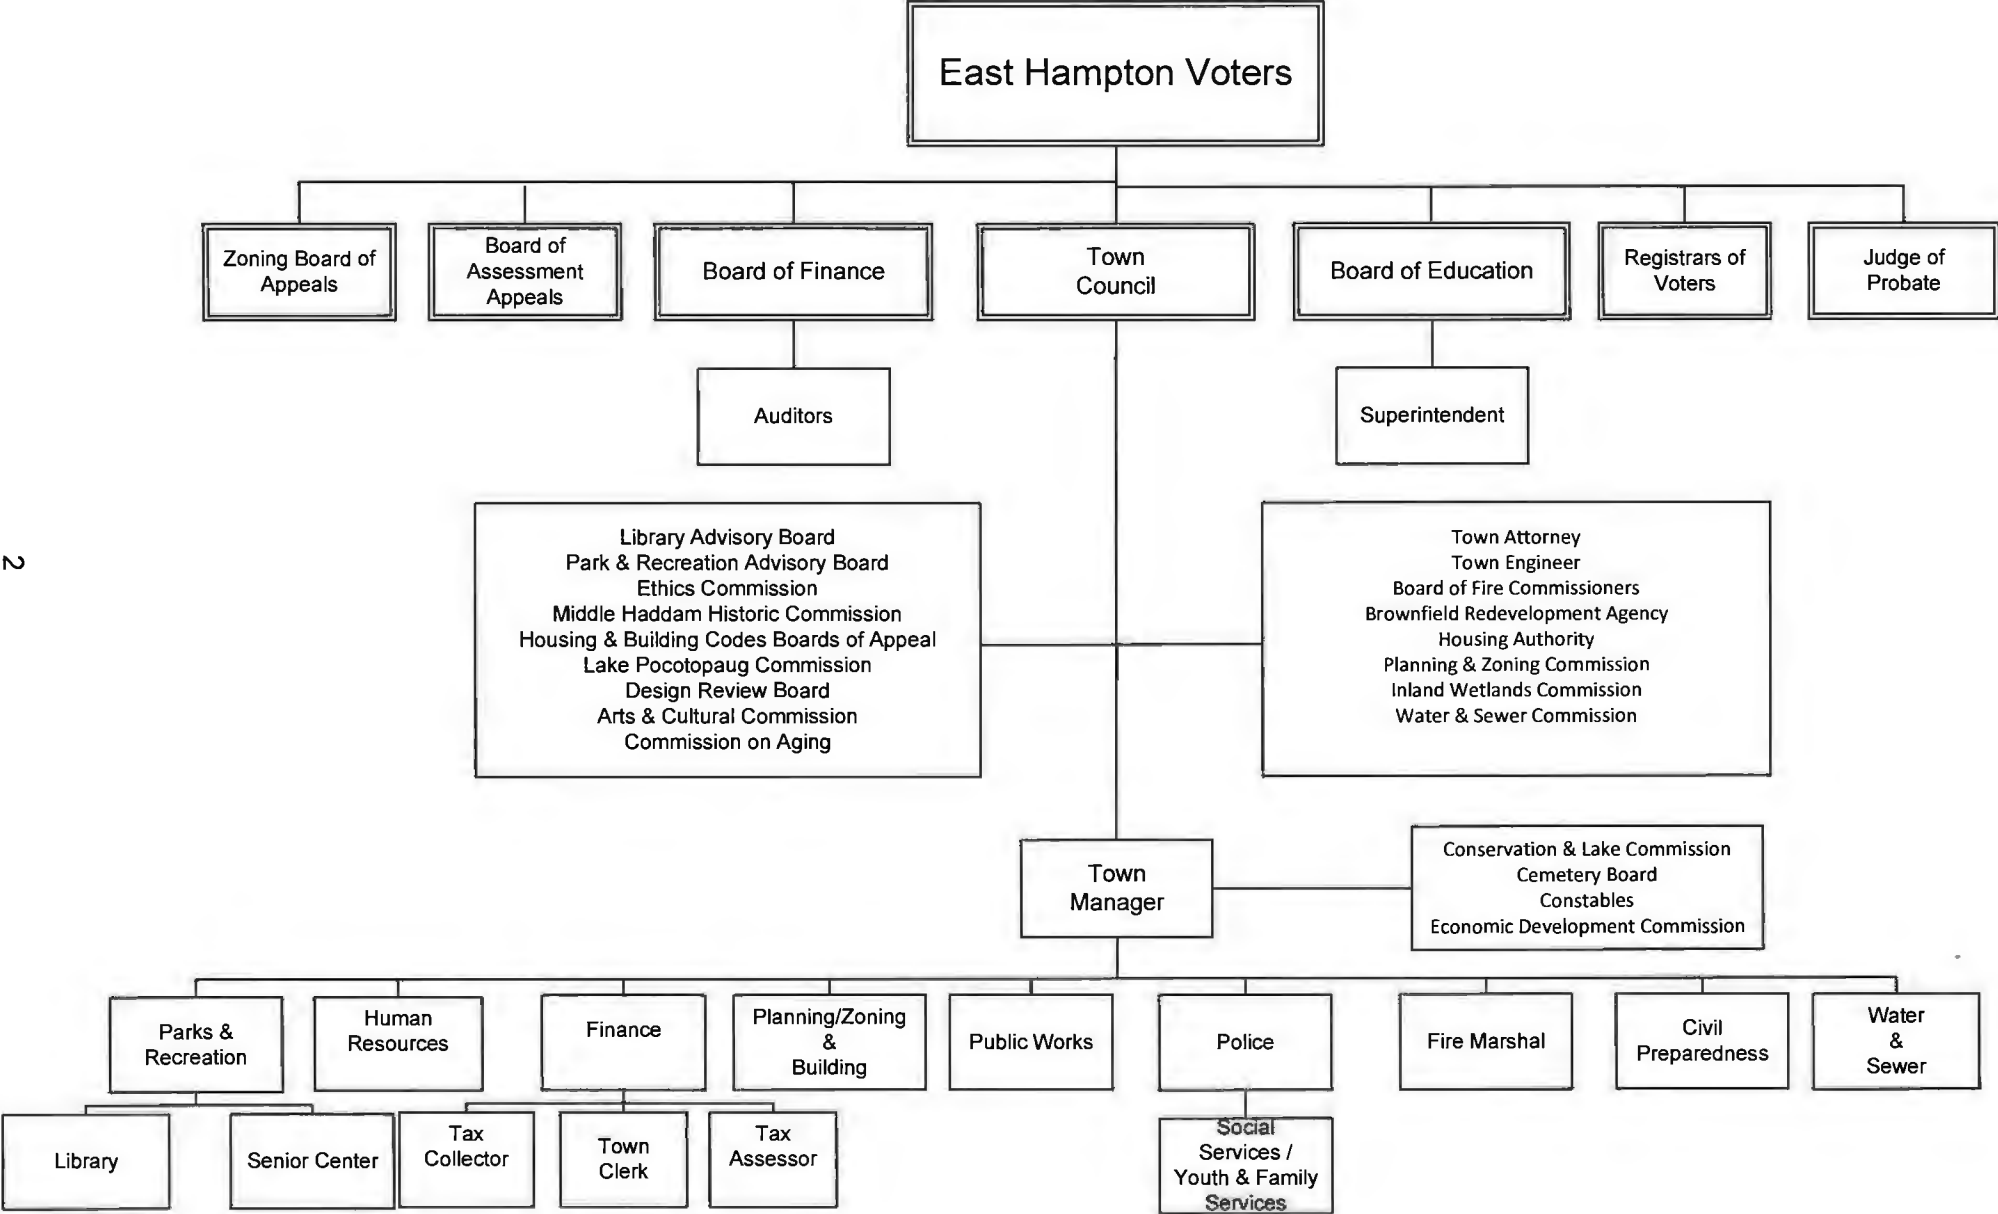 East Hampton Voters
Zoning Board of
Appeals
Board of
Assessment
Appeals
Board of Finance
Town
Council
Board of Education
Registrars of
Voters
Judge of
Probate
Auditors
Superintendent
Library Advisory Board
Park & Recreation Advisory Board
Ethics Commission
Middle Haddam Historic Commission
Housing & Building Codes Boards of Appeal
Lake Pocotopaug Commission
Design Review Board
Arts & Cultural Commission
Commission on Aging
Town Attorney
Town Engineer
Board of Fire Commissioners
Brownfield Redevelopment Agency
Housing Authority
Planning & Zoning Commission
Inland Wetlands Commission
Water & Sewer Commission
2
Town
Manager
Conservation & Lake Commission
Cemetery Board
Constables
Economic Development Commission
Parks &
Recreation
Human
Resources
Finance
Planning/Zoning
&
Building
Public Works
Police
Fire Marshal
Civil
Preparedness
Water
&
Sewer
Library
Senior Center
Tax
Collector
Town
Clerk
Tax
Assessor
Social
Services /
Youth & Family
Services